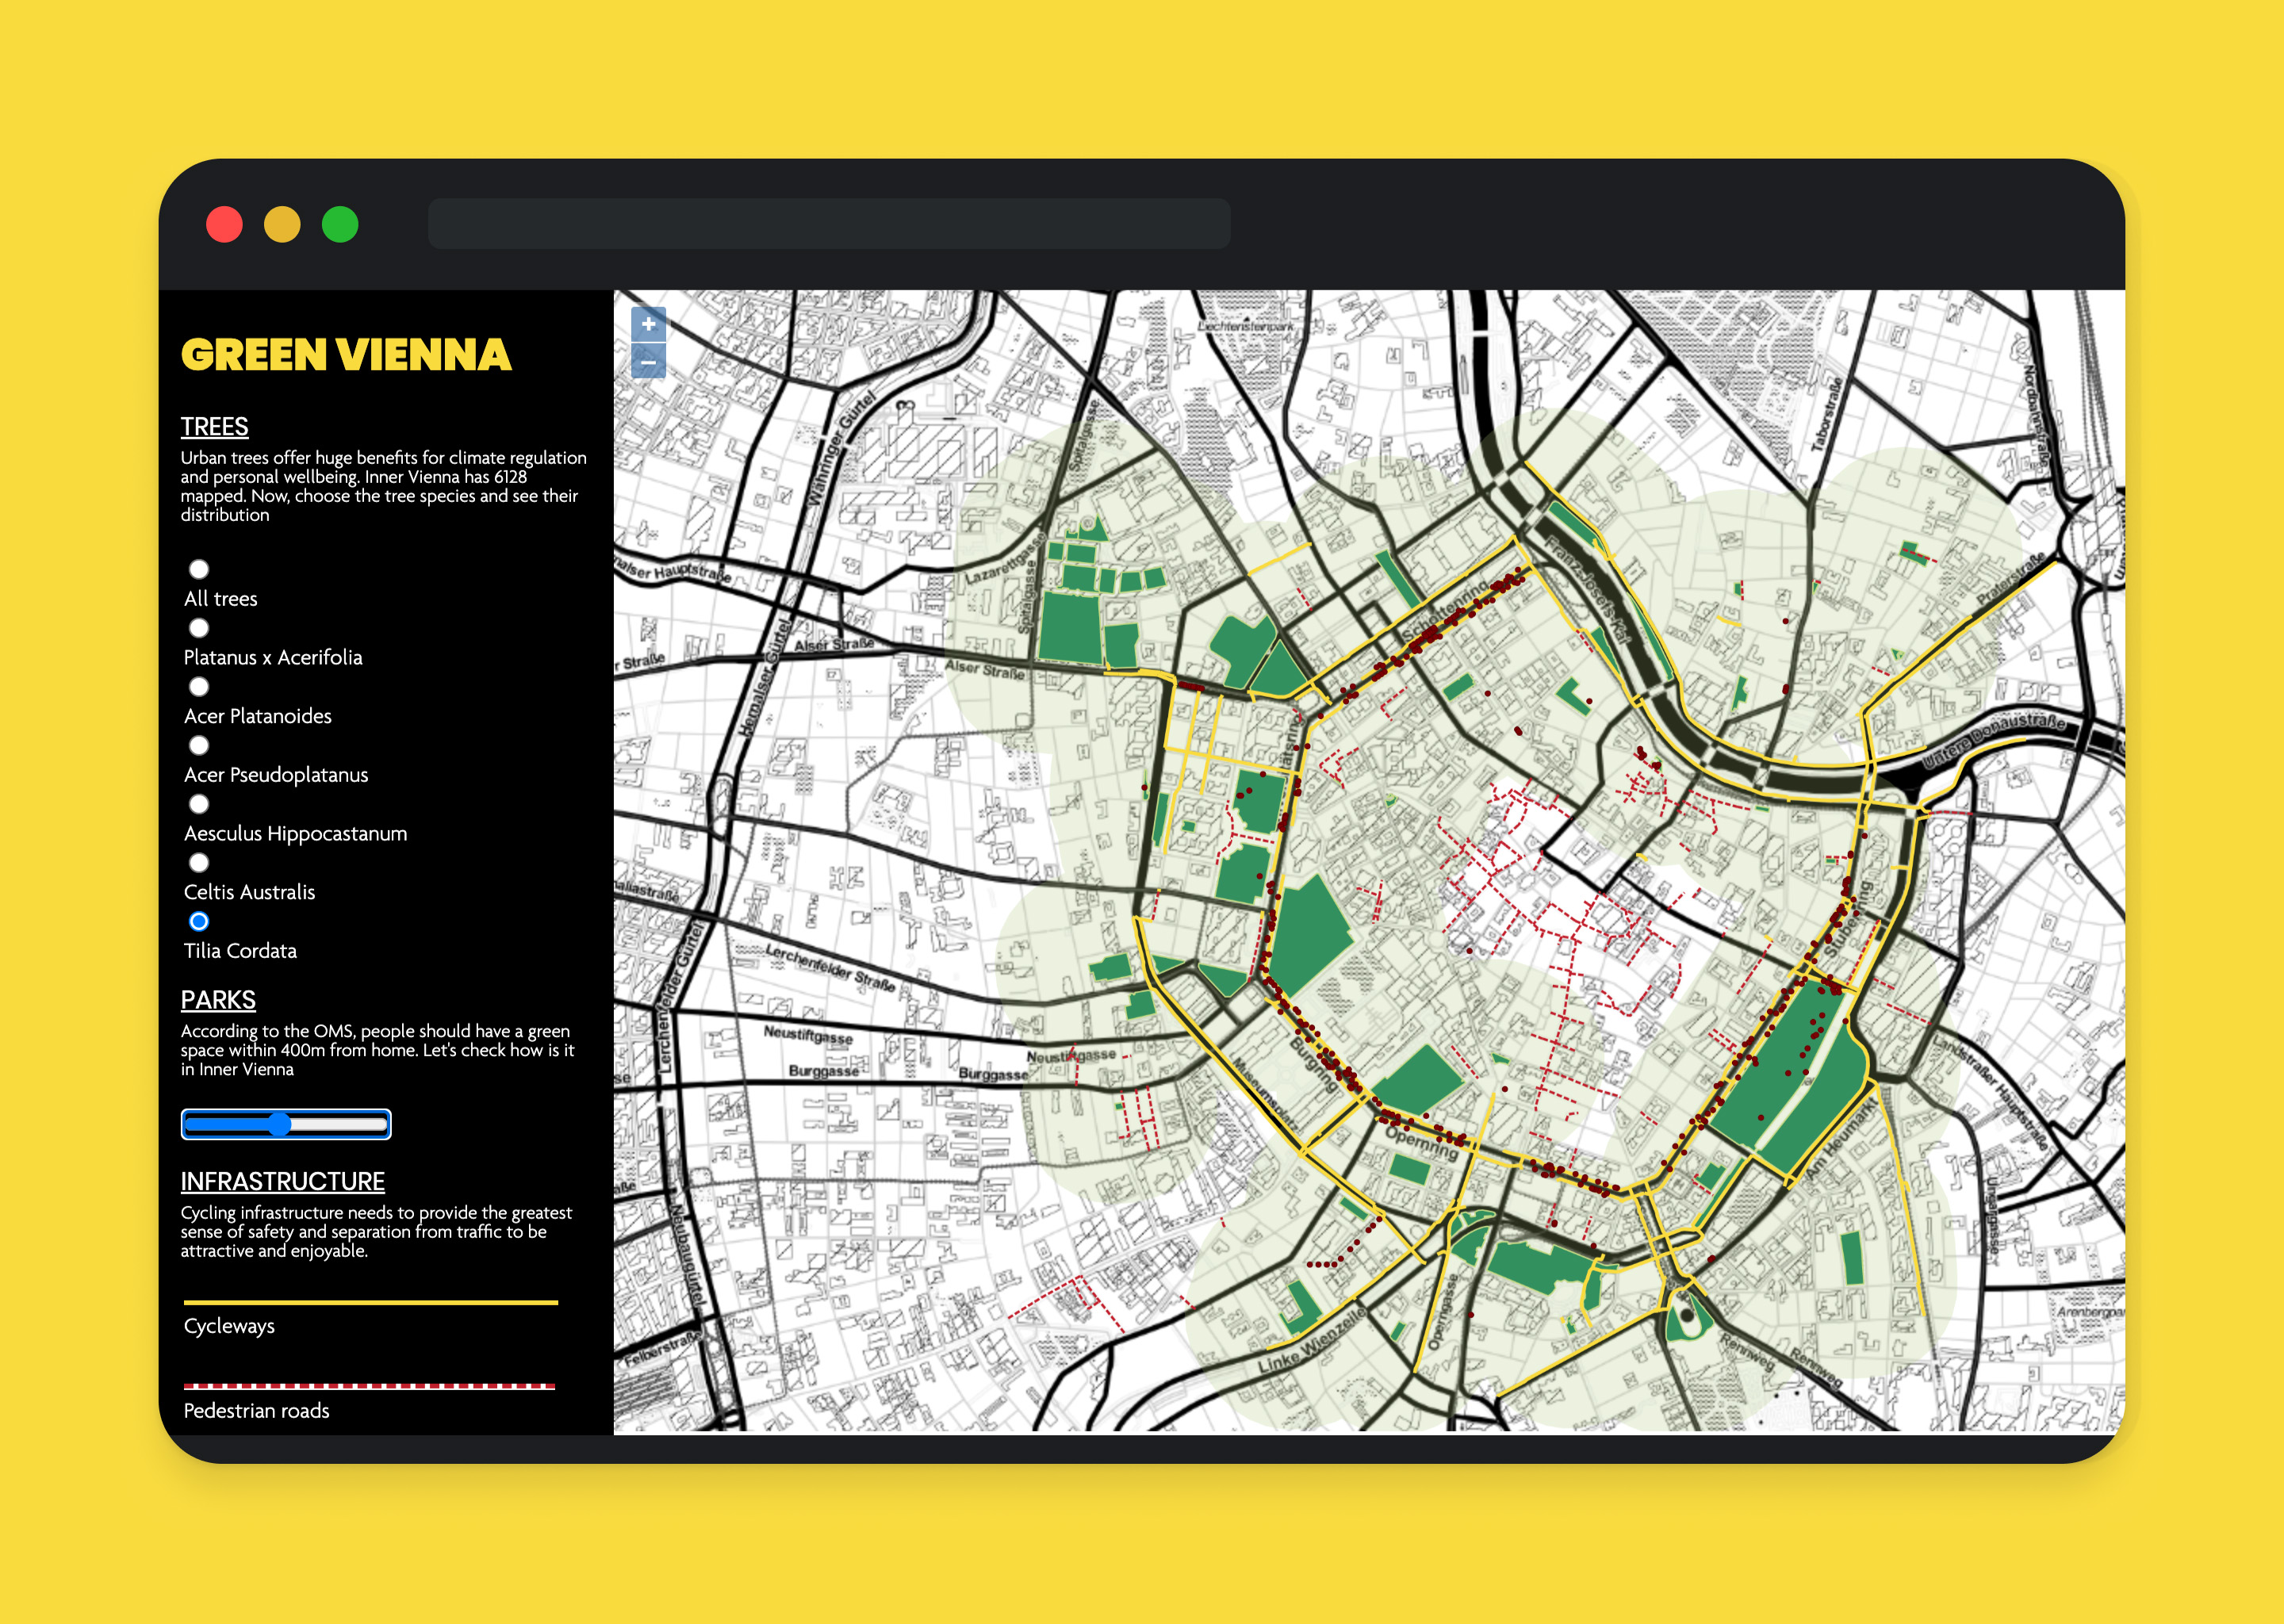 GREEN VIENNA
TREES
Urban trees offer huge benefits for climate regulation
and personal wellbeing. Inner Vienna has 6128
mapped. Now, choose the tree species and see their
distribution
All trees
Platanus x Acerifolia
Acer Platanoides
Acer Pseudoplatanus
Aesculus Hippocastanum
Celtis Australis
Tilia Cordata
PARKS
According to the OMS, people should have a green
space within 400m from home. Let's check how is it
in Inner Vienna
INFRASTRUCTURE
Cycling infrastructure needs to provide the greatest
sense of safety and separation from traffic to be
attractive and enjoyable.
Cycleways
Pedestrian roads
+
−
Liechtensteinpark
Währinger Gürtel
Spitalgasse
Taborstraße
Nordbahnstraße
Lazarettgasse
Spitalgasse
alser Hauptstraße
Franz-Josefs-Kai
Schottenring
Praterstraße
Hernalser Gürtel
Alser Straße
Alser Straße
r Straße
Untere Donaustraße
ätsring
Stubenring
Lerchenfelder Gürtel
Lerchenfelder Straße
Neustiftgasse
Neustiftgasse
Burggasse
Burggasse
Museumsplatz
Burgring
Opernring
Landstraßer Hauptstraße
Am Heumarkt
Ungargasse
Neubaugürtel
Felberstraße
Linke Wienzeile
Operngasse
Rennweg
Rennweg
Arenbergpar